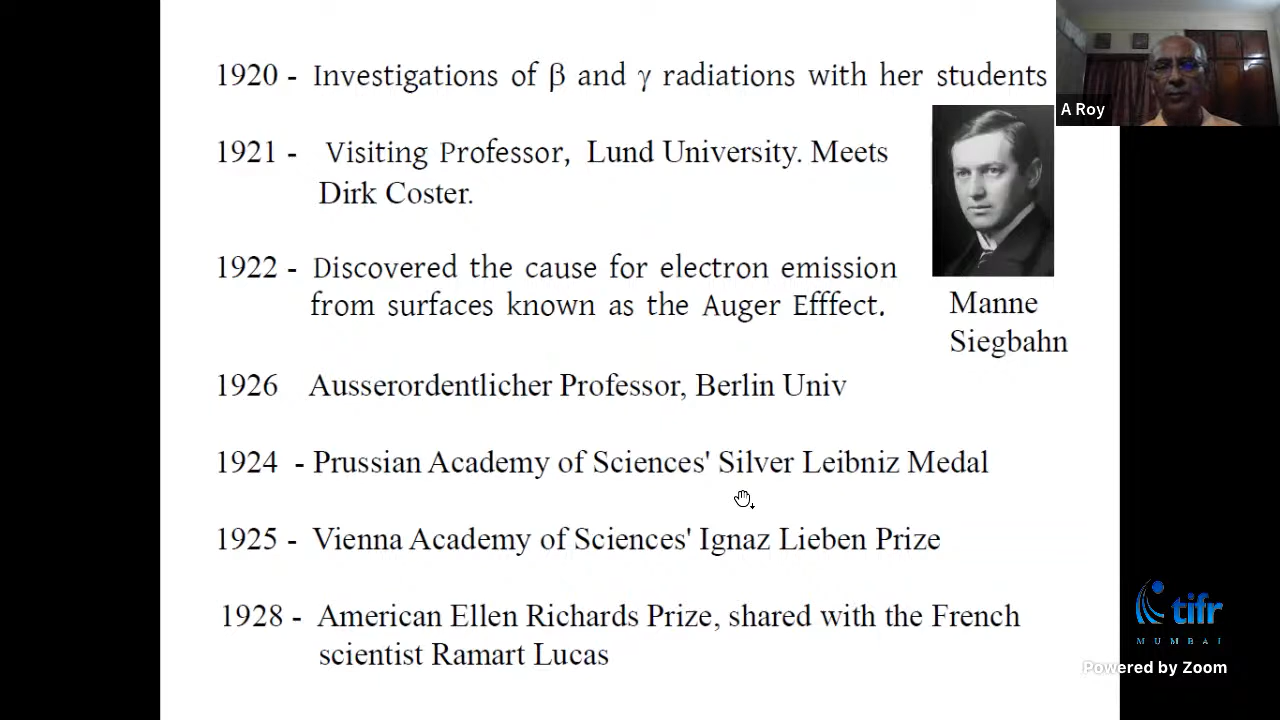 1920 - Investigations of β and γ radiations with her students
A Roy
1921 - Visiting Professor, Lund University. Meets
Dirk Coster.
1922 - Discovered the cause for electron emission
from surfaces known as the Auger Efffect.
Manne
Siegbahn
1926 Ausserordentlicher Professor, Berlin Univ
1924 - Prussian Academy of Sciences' Silver Leibniz Medal
1925 - Vienna Academy of Sciences' Ignaz Lieben Prize
1928 - American Ellen Richards Prize, shared with the French
scientist Ramart Lucas
tifr
MUMBAI
Powered by Zoom